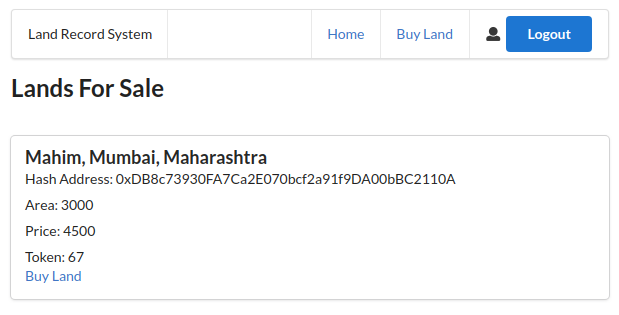 Land Record System
Home
Buy Land
Logout
Lands For Sale
Mahim, Mumbai, Maharashtra
Hash Address: 0xDB8c73930FA7Ca2E070bcf2a91f9DA00bBC2110A
Area: 3000
Price: 4500
Token: 67
Buy Land